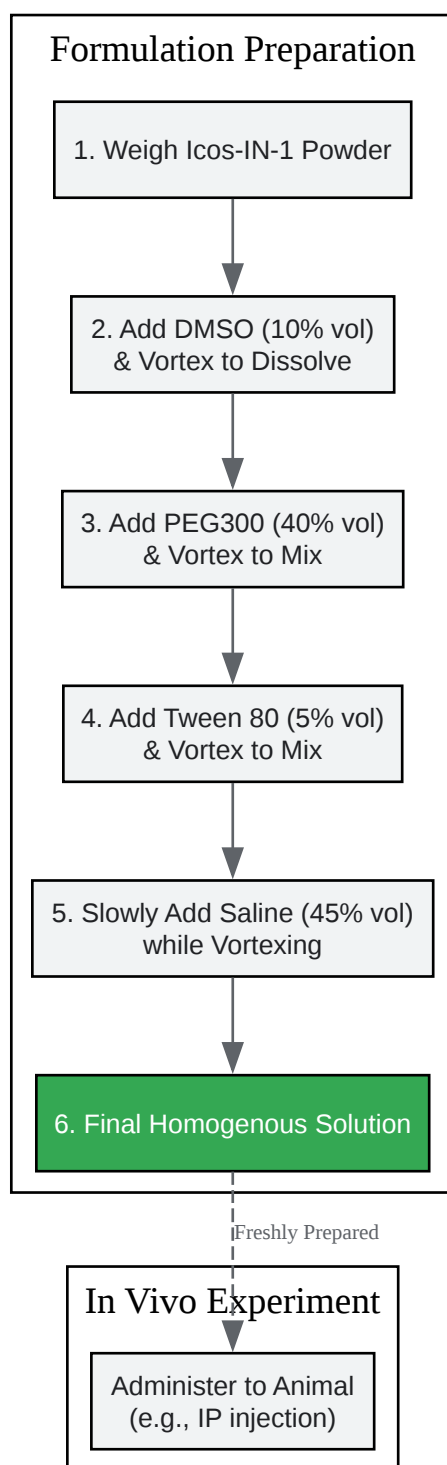 Formulation Preparation
1. Weigh Icos-IN-1 Powder
2. Add DMSO (10% vol)
& Vortex to Dissolve
3. Add PEG300 (40% vol)
& Vortex to Mix
4. Add Tween 80 (5% vol)
& Vortex to Mix
5. Slowly Add Saline (45% vol)
while Vortexing
6. Final Homogenous Solution
Freshly Prepared
In Vivo Experiment
Administer to Animal
(e.g., IP injection)